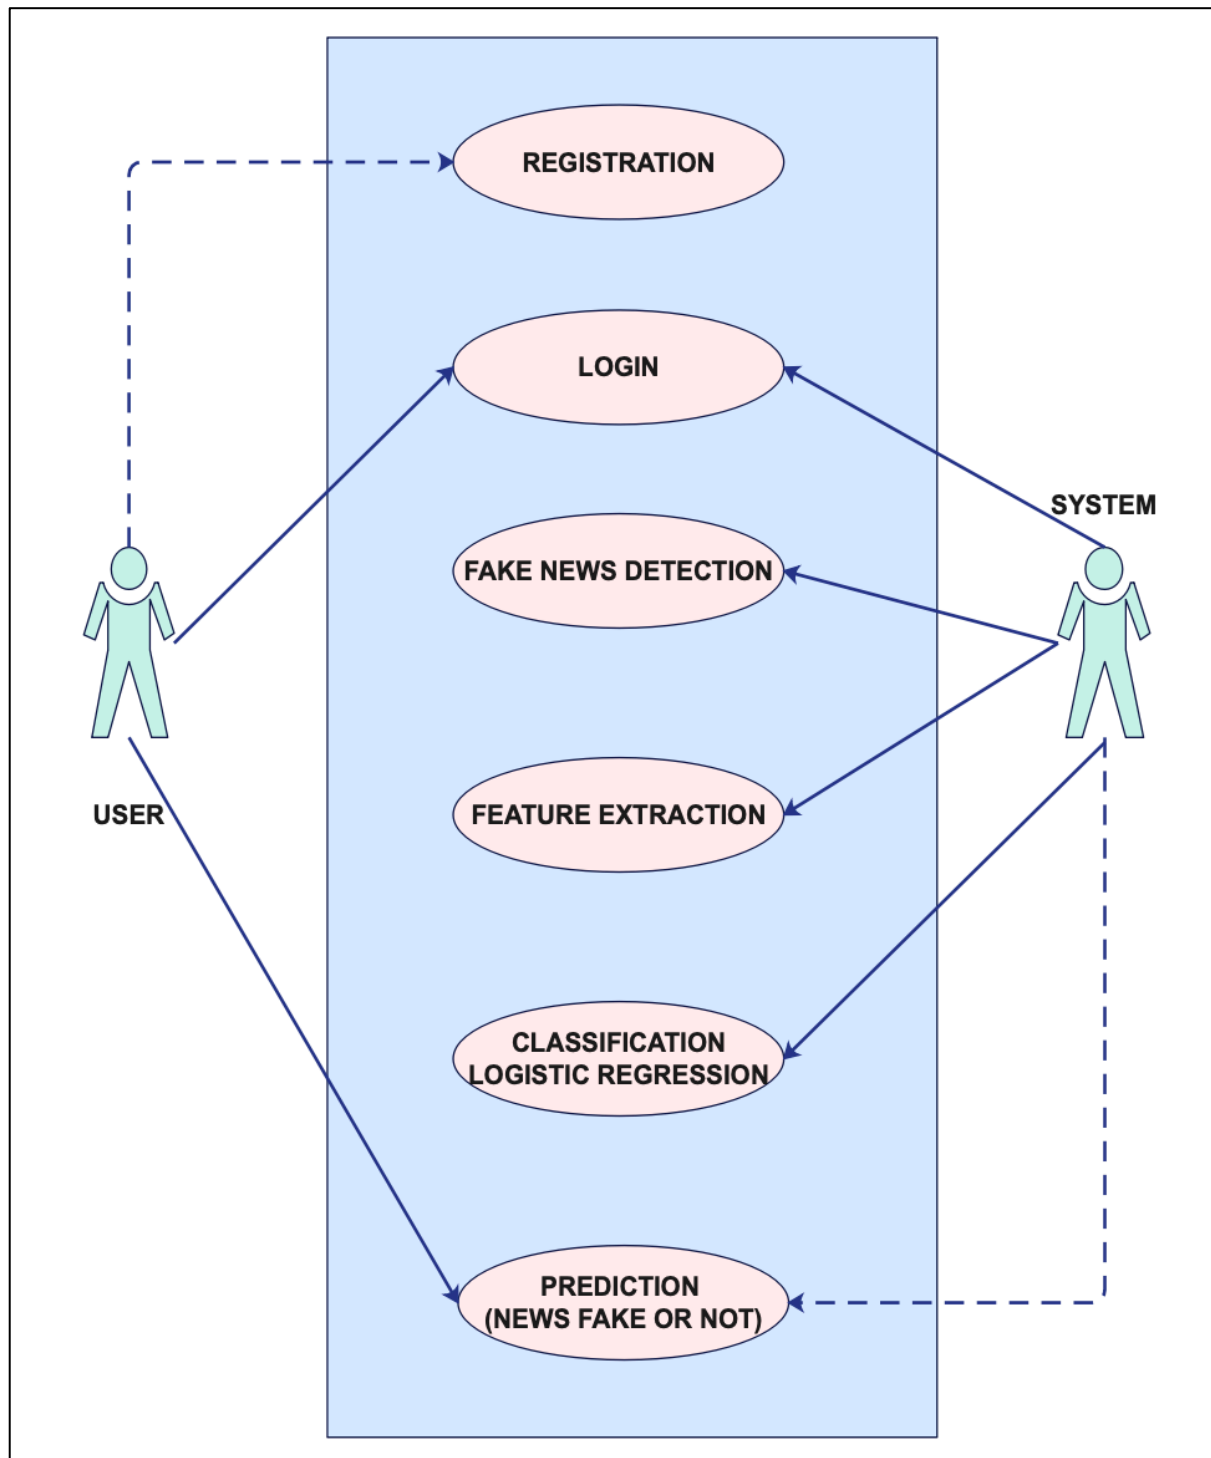 REGISTRATION
LOGIN
SYSTEM
FAKE NEWS DETECTION
USER
FEATURE EXTRACTION
CLASSIFICATION
LOGISTIC REGRESSION
PREDICTION
(NEWS FAKE OR NOT)